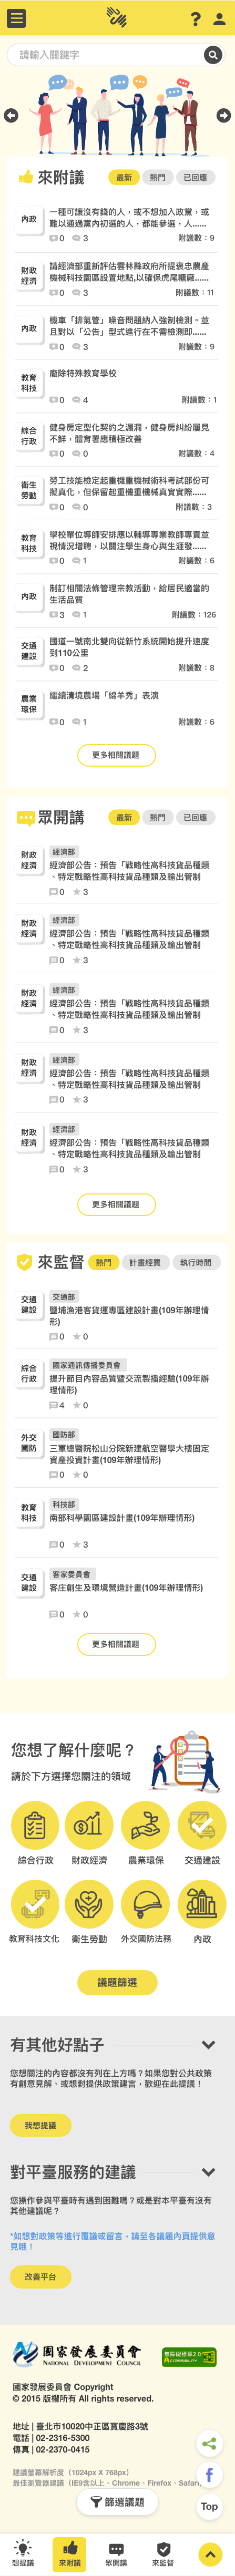 請輸入關鍵字
來附議
最新 熱門 已回應
內政
一種可讓沒有錢的人，或不想加入政黨，或
難以通過黨內初選的人，都能參選，人......
0 3 附議數：9
財政
經濟
請經濟部重新評估雲林縣政府所提褒忠農產
機械科技園區設置地點,以確保虎尾糖廠......
0 3 附議數：11
內政
機車「排氣管」噪音問題納入強制檢測。並
且對以「公告」型式進行在不需檢測即......
0 3 附議數：9
教育
科技
廢除特殊教育學校
0 4 附議數：1
綜合
行政
健身房定型化契約之漏洞，健身房糾紛屢見
不鮮，體育署應積極改善
0 0 附議數：4
衛生
勞動
勞工技能檢定起重機重機械術科考試部份可
擬真化，但保留起重機重機械真實實際......
0 0 附議數：3
教育
科技
學校單位導師安排應以輔導專業教師專責並
視情況增聘，以關注學生身心與生涯發......
0 1 附議數：6
內政
制訂相關法條管理宗教活動，給居民適當的
生活品質
3 1 附議數：126
交通
建設
國道一號南北雙向從新竹系統開始提升速度
到110公里
0 2 附議數：8
農業
環保
繼續清境農場「綿羊秀」表演
0 1 附議數：6
更多相關議題
眾開講
最新 熱門 已回應
財政
經濟
經濟部
經濟部公告：預告「戰略性高科技貨品種類
、特定戰略性高科技貨品種類及輸出管制
0 3
財政
經濟
經濟部
經濟部公告：預告「戰略性高科技貨品種類
、特定戰略性高科技貨品種類及輸出管制
0 3
財政
經濟
經濟部
經濟部公告：預告「戰略性高科技貨品種類
、特定戰略性高科技貨品種類及輸出管制
0 3
財政
經濟
經濟部
經濟部公告：預告「戰略性高科技貨品種類
、特定戰略性高科技貨品種類及輸出管制
0 3
財政
經濟
經濟部
經濟部公告：預告「戰略性高科技貨品種類
、特定戰略性高科技貨品種類及輸出管制
0 3
更多相關議題
來監督
熱門 計畫經費 執行時間
交通
建設
交通部
鹽埔漁港客貨運專區建設計畫(109年辦理情
形)
0 0
綜合
行政
國家通訊傳播委員會
提升節目內容品質暨交流製播經驗(109年辦
理情形)
4 0
外交
國防
國防部
三軍總醫院松山分院新建航空醫學大樓固定
資產投資計畫(109年辦理情形)
0 0
教育
科技
科技部
南部科學園區建設計畫(109年辦理情形)
0 3
交通
建設
客家委員會
客庄創生及環境營造計畫(109年辦理情形)
0 0
更多相關議題
您想了解什麼呢？
請於下方選擇您關注的領域
綜合行政 財政經濟 農業環保 交通建設
教育科技文化 衛生勞動 外交國防法務 內政
議題篩選
有其他好點子
您想關注的內容都沒有列在上方嗎？如果您對公共政策
有創意見解、或想對提供政策建言，歡迎在此提議！
我想提議
對平臺服務的建議
您操作參與平臺時有遇到困難嗎？或是對本平臺有沒有
其他建議呢？
*如想對政策等進行覆議或留言，請至各議題內頁提供意
見哦！
改善平台
國家發展委員會
NATIONAL DEVELOPMENT COUNCIL
無障礙標章2.0
ACCESSIBILITY
國家發展委員會 Copyright
© 2015 版權所有 All rights reserved.
地址 | 臺北市10020中正區寶慶路3號
電話 | 02-2316-5300
傳真 | 02-2370-0415
建議螢幕解析度（1024px X 768px）
最佳瀏覽器建議（IE9含以上、Chrome、Firefox、Safari
篩選議題
Top
想提議 來附議 眾開講 來監督